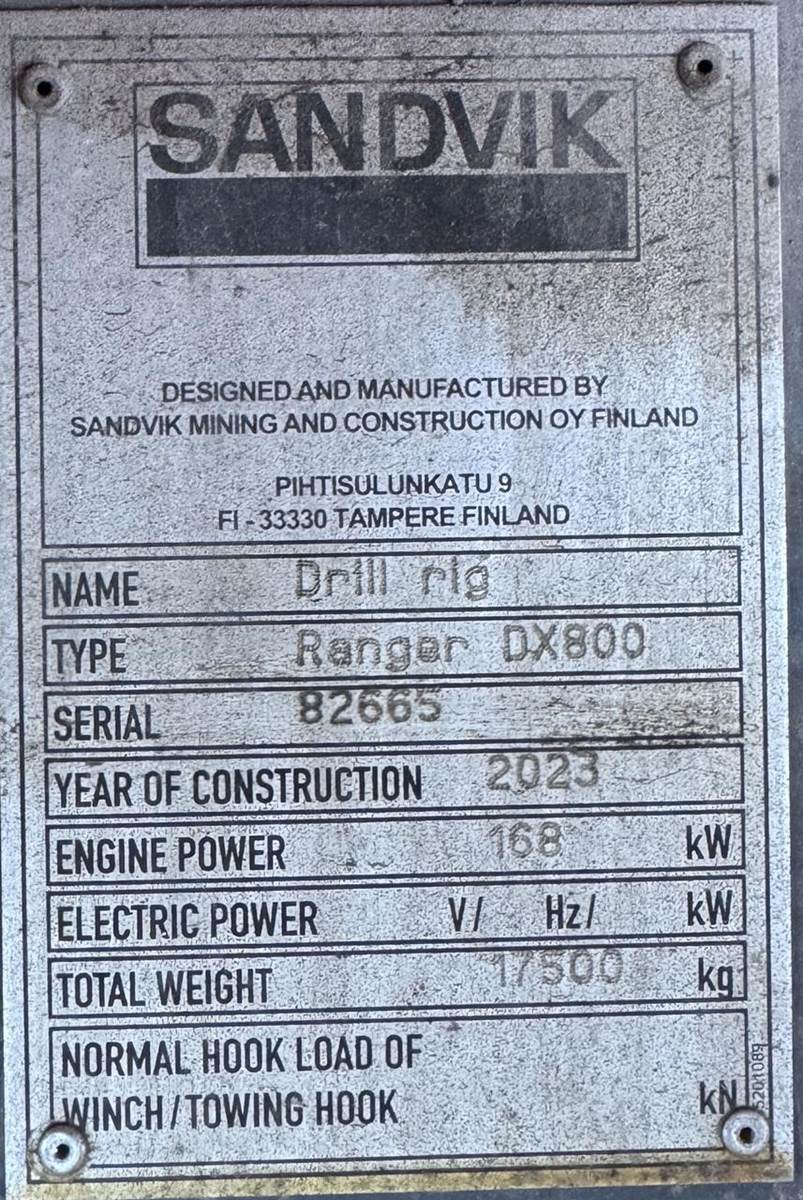 SANDVIK
DESIGNED AND MANUFACTURED BY
SANDVIK MINING AND CONSTRUCTION OY FINLAND
PIHTISULUNKATU 9
FI - 33330 TAMPERE FINLAND
NAME Drill rig
TYPE Ranger DX800
SERIAL 82665
YEAR OF CONSTRUCTION 2023
ENGINE POWER 168 kW
ELECTRIC POWER V/ Hz/ kW
TOTAL WEIGHT 17500 kg
NORMAL HOOK LOAD OF
WINCH/TOWING HOOK kN